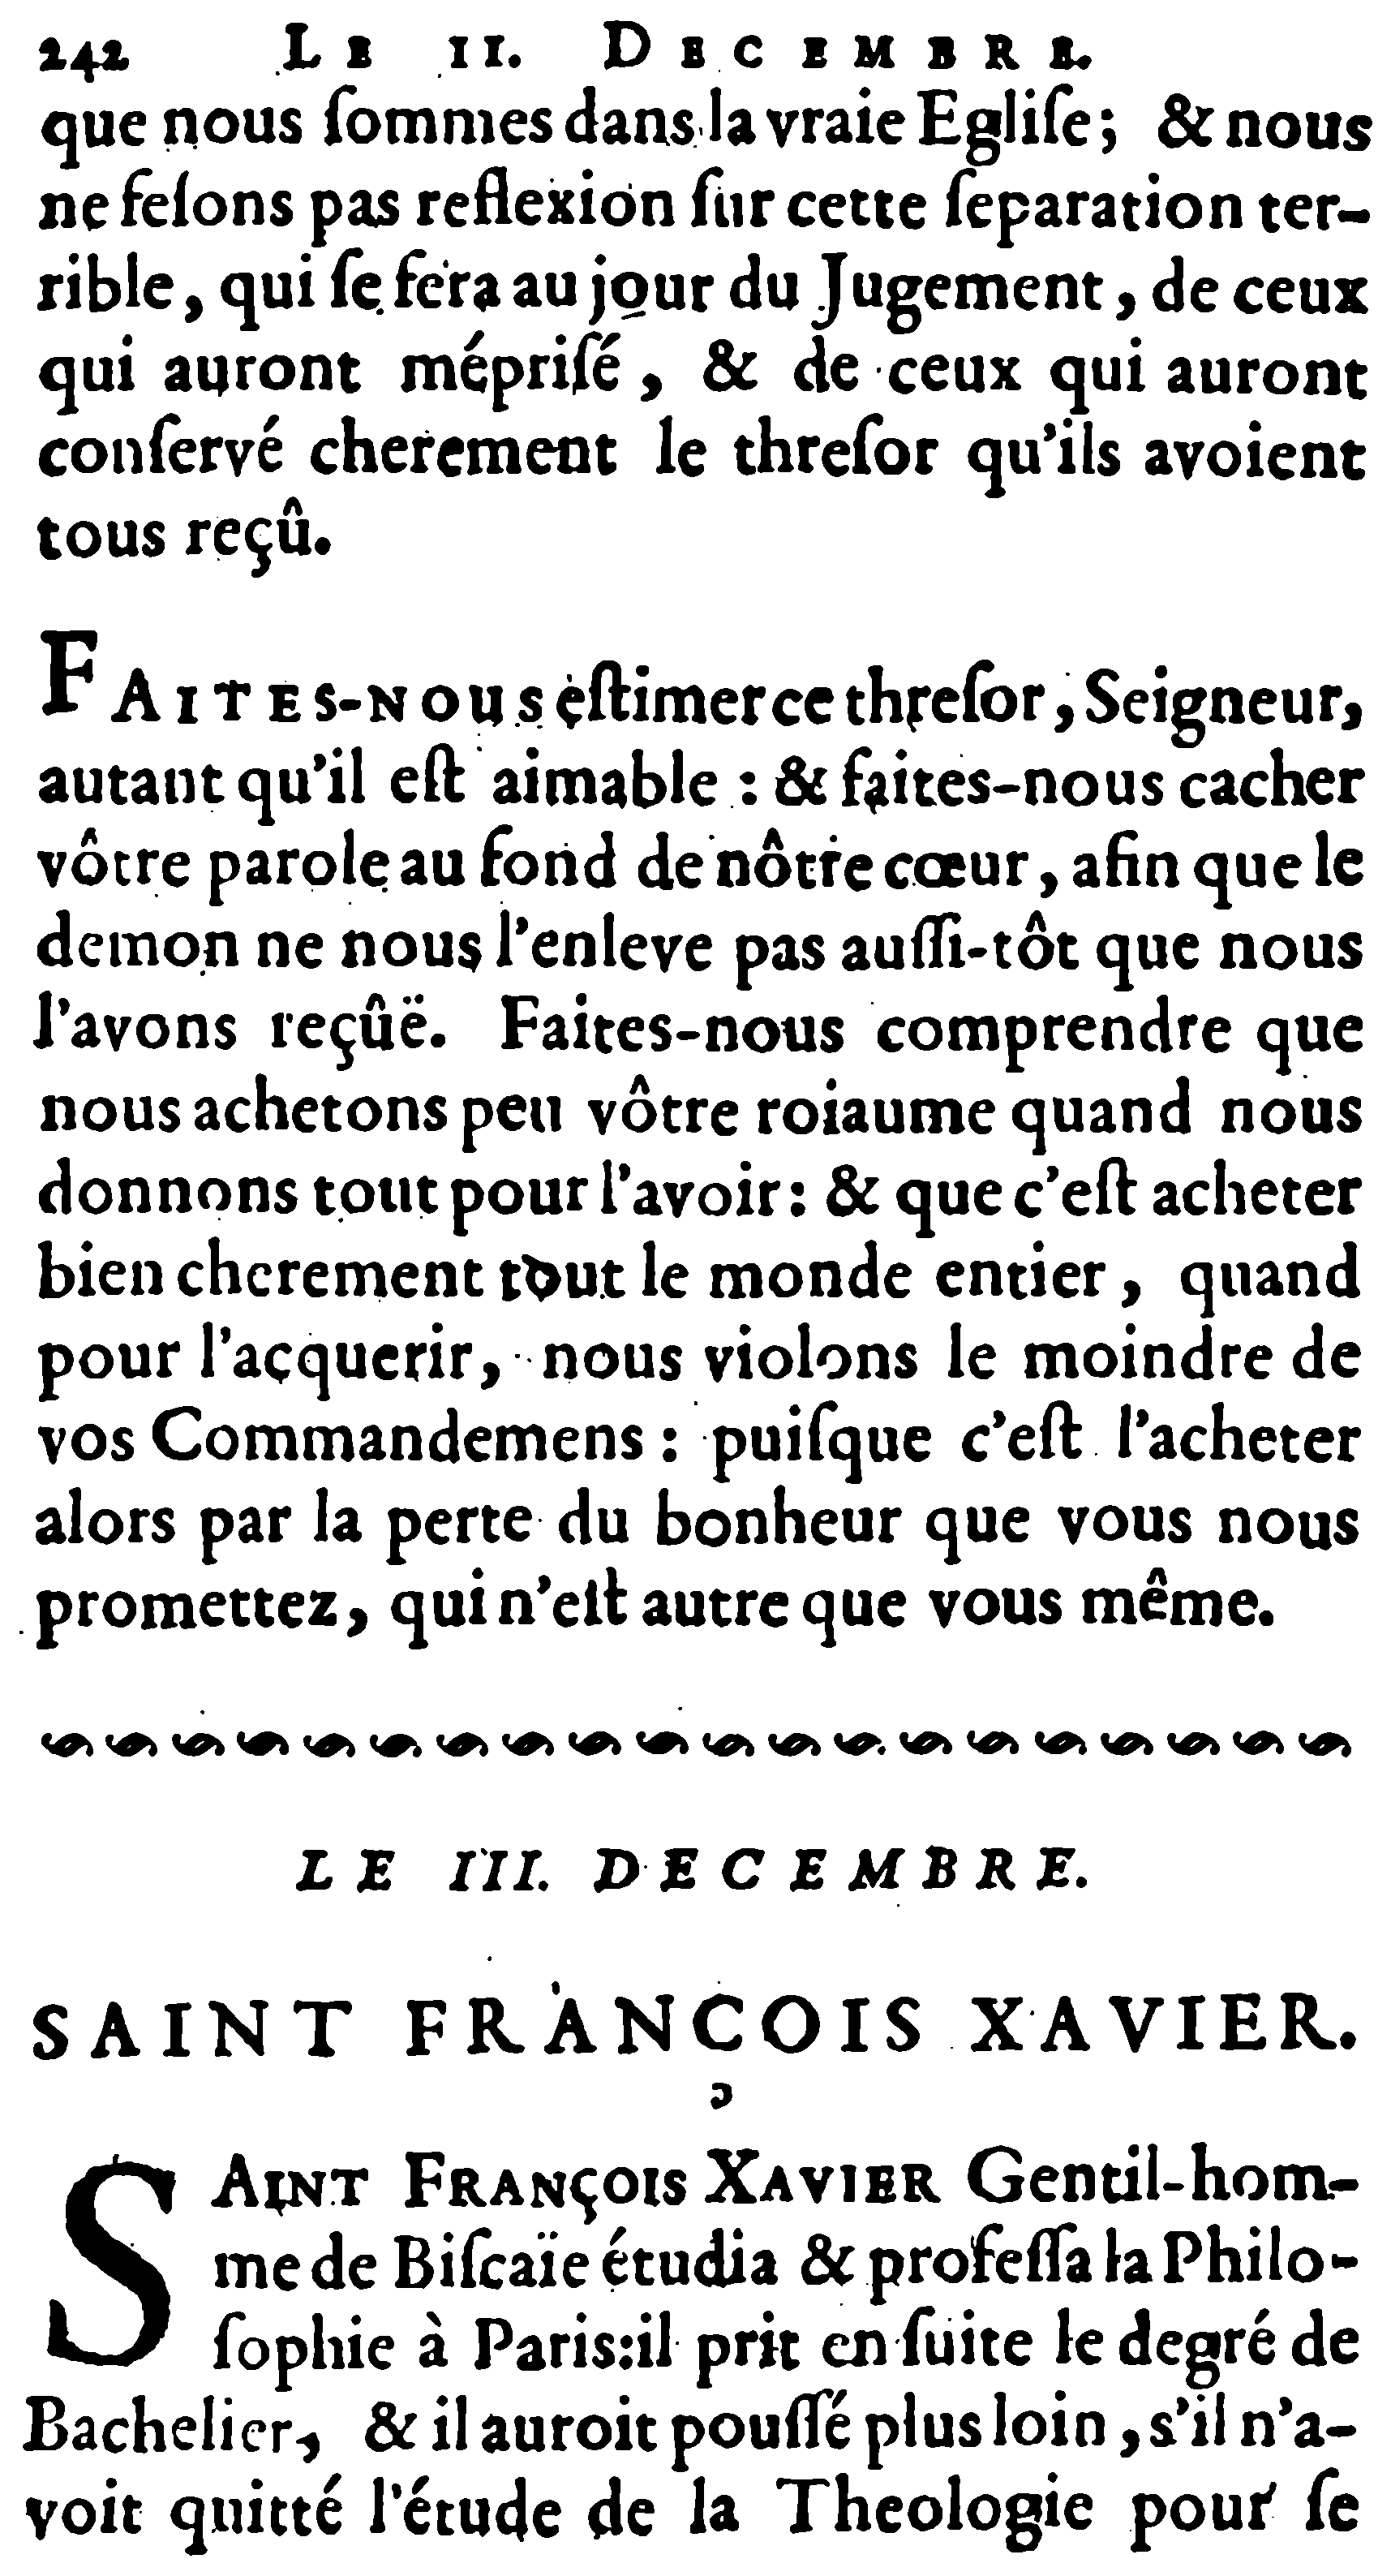 242 LE II. DECEMBRE.
que nous ſommes dans la vraie Egliſe; & nous
ne feſons pas reflexion ſur cette ſeparation ter-
rible, qui ſe fera au jour du Jugement, de ceux
qui auront mépriſé, & de ceux qui auront
conſervé cherement le threſor qu'ils avoient
tous reçû.
FAITES-NOUS eſtimer ce threſor, Seigneur,
autant qu'il eſt aimable : & faites-nous cacher
vôtre parole au fond de nôtre cœur, afin que le
demon ne nous l'enleve pas auſſi-tôt que nous
l'avons reçûë. Faites-nous comprendre que
nous achetons peu vôtre roiaume quand nous
donnons tout pour l'avoir: & que c'eſt acheter
bien cherement tout le monde entier, quand
pour l'acquerir, nous violons le moindre de
vos Commandemens : puiſque c'eſt l'acheter
alors par la perte du bonheur que vous nous
promettez, qui n'eſt autre que vous même.
LE III. DECEMBRE.
SAINT FRANÇOIS XAVIER.
SAINT FRANÇOIS XAVIER Gentil-hom-
me de Biſcaïe étudia & profeſſa la Philo-
ſophie à Paris:il prit en ſuite le degré de
Bachelier, & il auroit pouſſé plus loin, s'il n'a-
voit quitté l'étude de la Theologie pour ſe